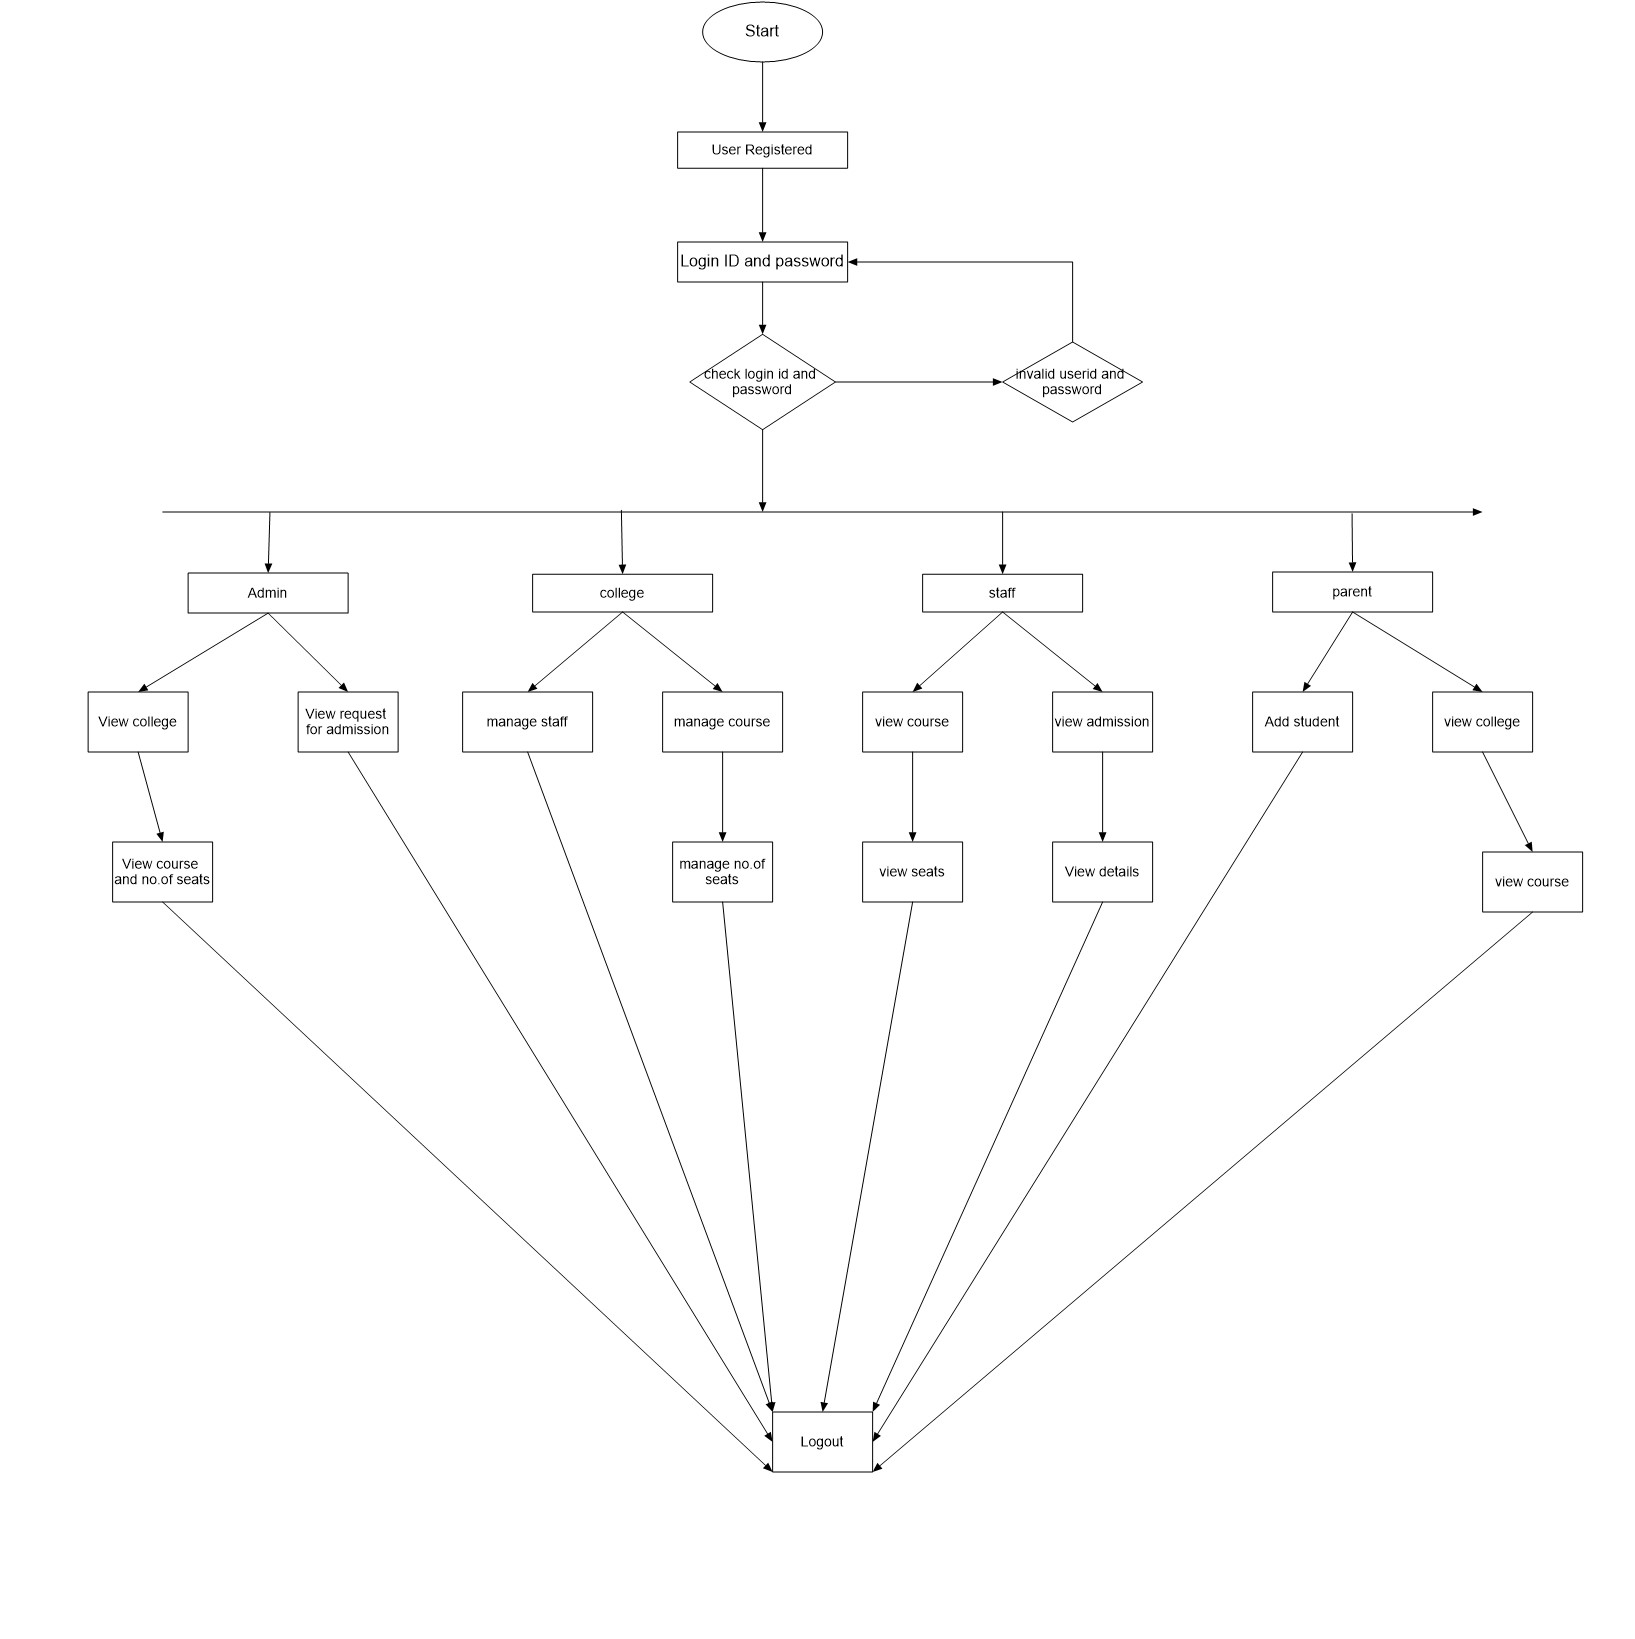 Start
User Registered
Login ID and password
check login id and
password
invalid userid and
password
Admin
college
staff
parent
View college
View request
for admission
manage staff
manage course
view course
view admission
Add student
view college
View course
and no.of seats
manage no.of
seats
view seats
View details
view course
Logout